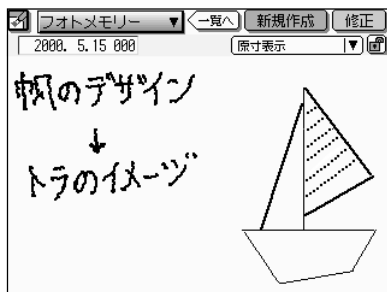 フォトメモリー 一覧へ 新規作成 修正
2000. 5.15 000 原寸表示
帆のデザイン
↓
トラのイメージ